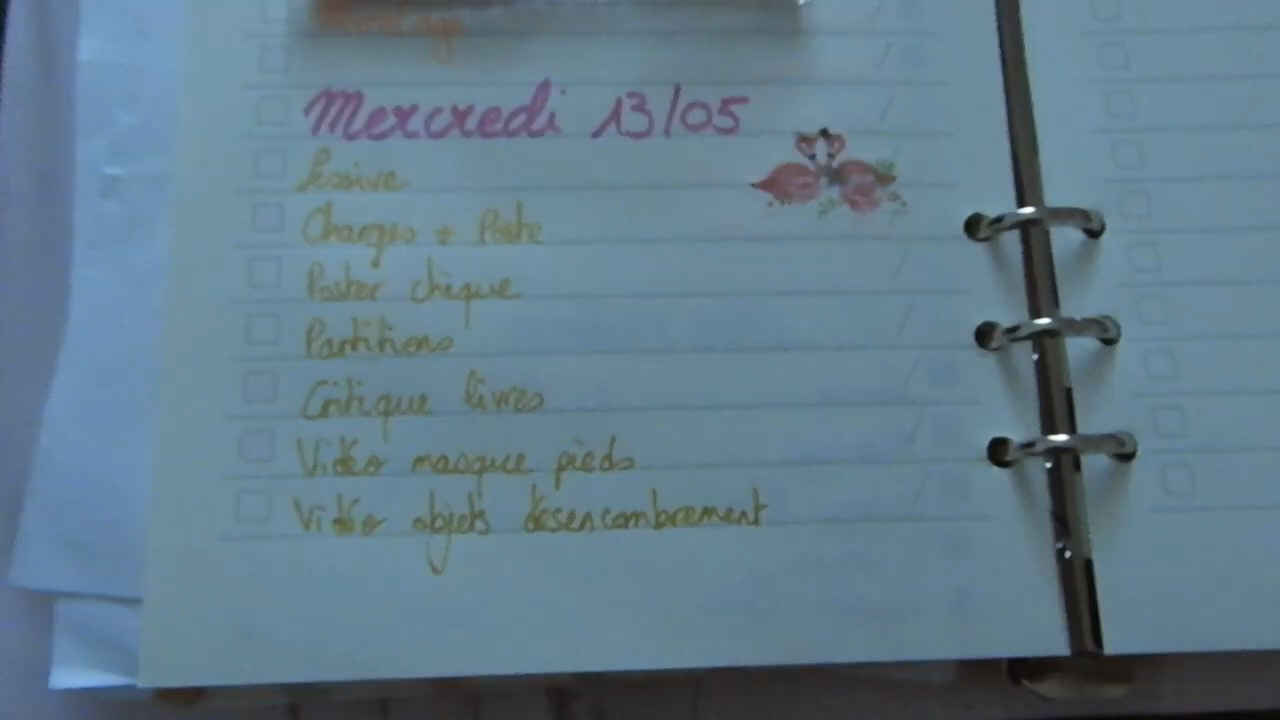 Mercredi 13/05
Lessive
Charges + Poste
Poster chèque
Partitions
Critique livres
Vidéo masque pieds
Vidéo objets désencombrement